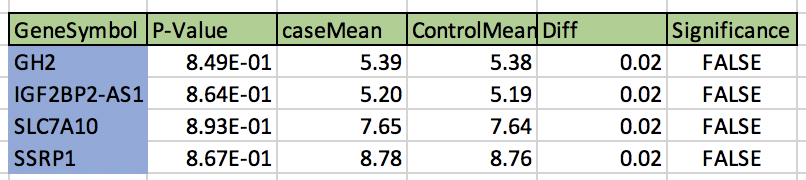 GeneSymbol P-Value caseMean ControlMean Diff Significance
GH2 8.49E-01 5.39 5.38 0.02 FALSE
IGF2BP2-AS1 8.64E-01 5.20 5.19 0.02 FALSE
SLC7A10 8.93E-01 7.65 7.64 0.02 FALSE
SSRP1 8.67E-01 8.78 8.76 0.02 FALSE